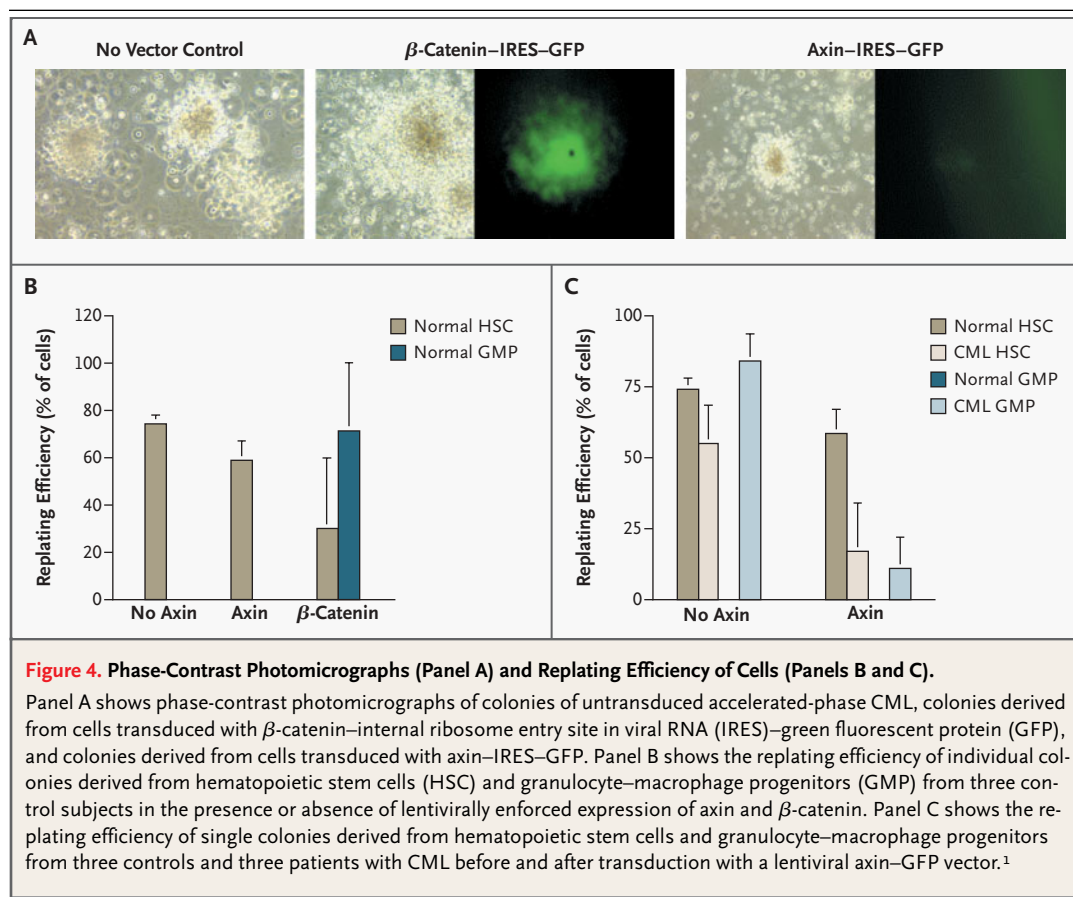 A
No Vector Control
β-Catenin–IRES–GFP
Axin–IRES–GFP
B
Replating Efficiency (% of cells)
120
100
80
60
40
20
0
No Axin
Axin
β-Catenin
Normal HSC
Normal GMP
C
Replating Efficiency (% of cells)
100
75
50
25
0
No Axin
Axin
Normal HSC
CML HSC
Normal GMP
CML GMP
Figure 4. Phase-Contrast Photomicrographs (Panel A) and Replating Efficiency of Cells (Panels B and C).
Panel A shows phase-contrast photomicrographs of colonies of untransduced accelerated-phase CML, colonies derived
from cells transduced with β-catenin–internal ribosome entry site in viral RNA (IRES)–green fluorescent protein (GFP),
and colonies derived from cells transduced with axin–IRES–GFP. Panel B shows the replating efficiency of individual col-
onies derived from hematopoietic stem cells (HSC) and granulocyte–macrophage progenitors (GMP) from three con-
trol subjects in the presence or absence of lentivirally enforced expression of axin and β-catenin. Panel C shows the re-
plating efficiency of single colonies derived from hematopoietic stem cells and granulocyte–macrophage progenitors
from three controls and three patients with CML before and after transduction with a lentiviral axin–GFP vector.¹